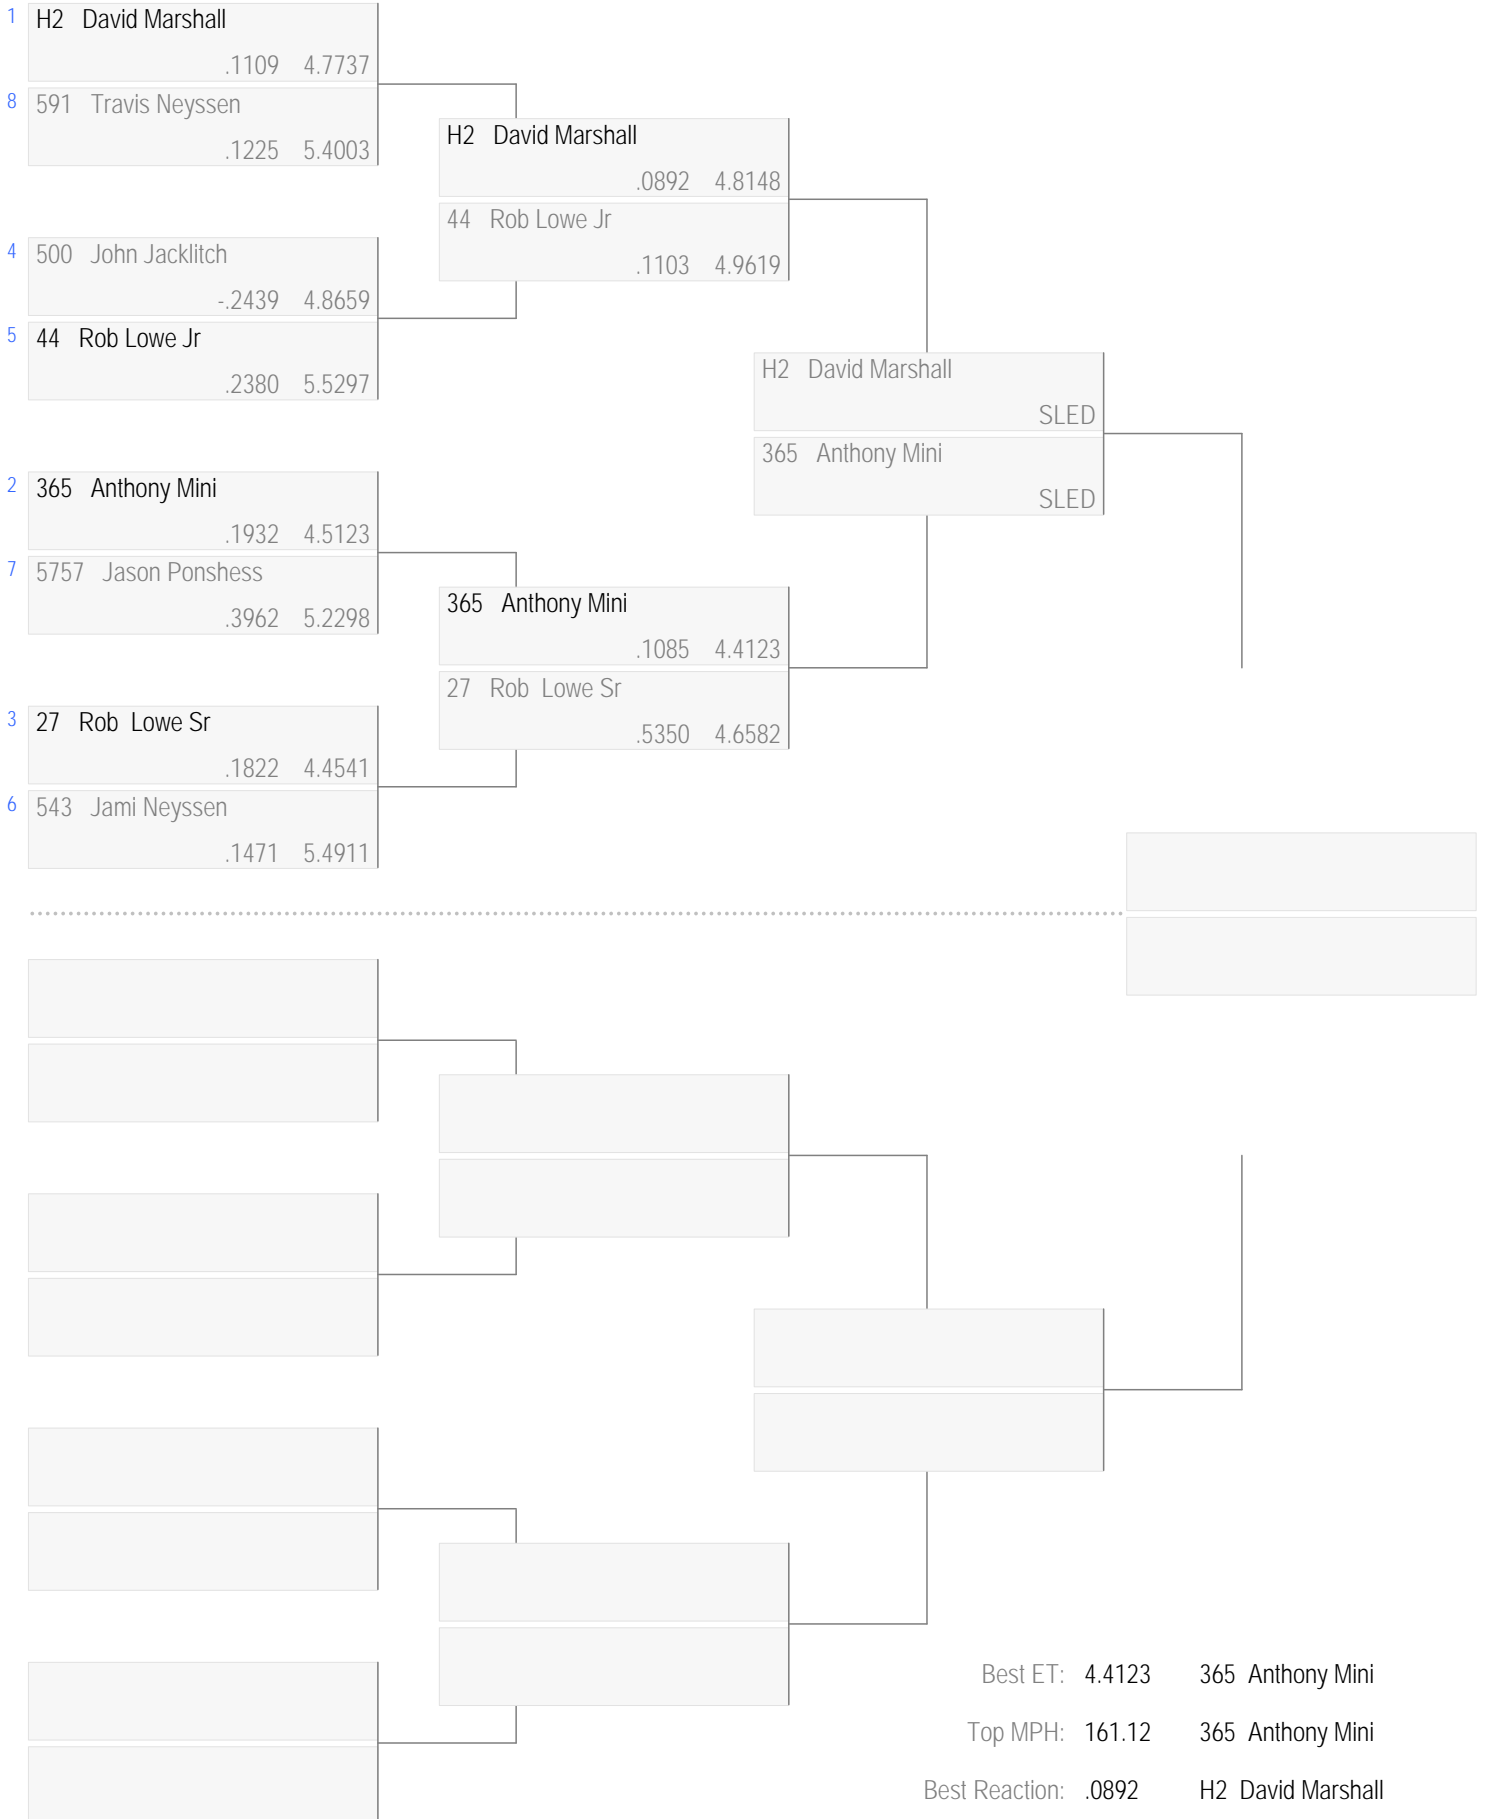 1 H2 David Marshall
.1109 4.7737
8 591 Travis Neyssen
.1225 5.4003
H2 David Marshall
.0892 4.8148
44 Rob Lowe Jr
.1103 4.9619
4 500 John Jacklitch
-.2439 4.8659
5 44 Rob Lowe Jr
.2380 5.5297
H2 David Marshall
SLED
365 Anthony Mini
SLED
2 365 Anthony Mini
.1932 4.5123
7 5757 Jason Ponshess
.3962 5.2298
365 Anthony Mini
.1085 4.4123
27 Rob Lowe Sr
.5350 4.6582
3 27 Rob Lowe Sr
.1822 4.4541
6 543 Jami Neyssen
.1471 5.4911
Best ET: 4.4123 365 Anthony Mini
Top MPH: 161.12 365 Anthony Mini
Best Reaction: .0892 H2 David Marshall